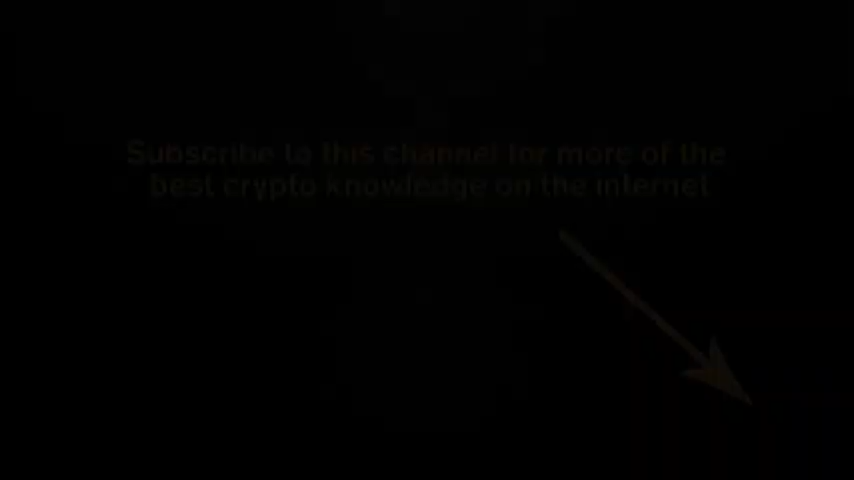 Subscribe to this channel for more of the
best crypto knowledge on the internet